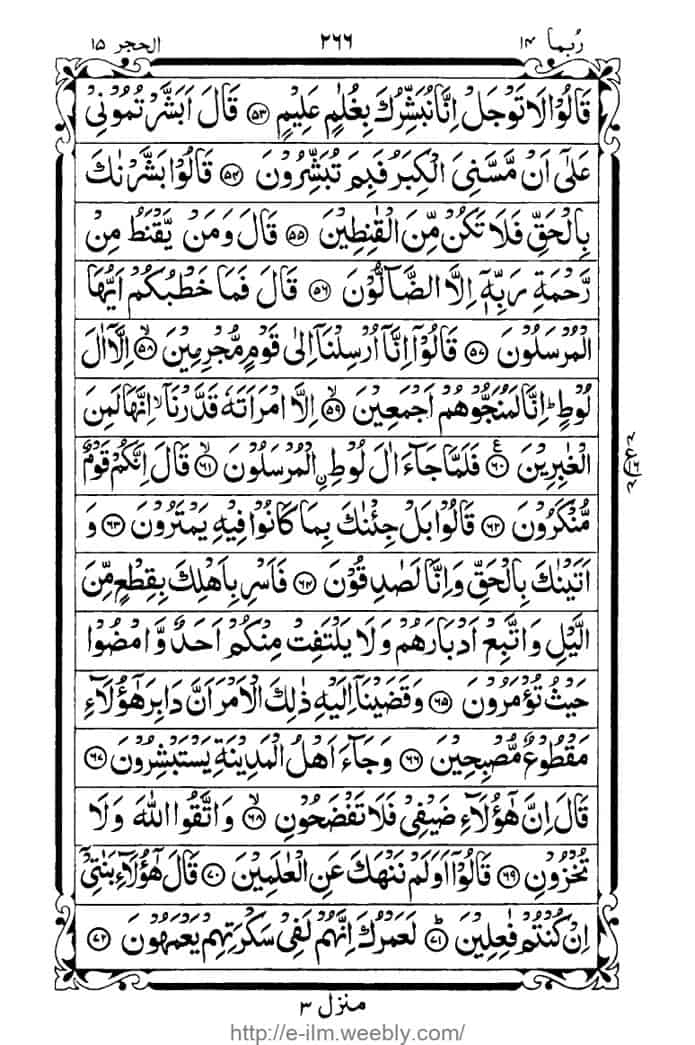 رُبَمَا ١٤
٢٦٦
الحجر ١٥
قَالُوْا لَا تَوْجَلْ اِنَّا نُبَشِّرُكَ بِغُلٰمٍ عَلِيْمٍ ﴿٥٣﴾ قَالَ اَبَشَّرْتُمُوْنِيْ
عَلٰۤى اَنْ مَّسَّنِيَ الْكِبَرُ فَبِمَ تُبَشِّرُوْنَ ﴿٥٤﴾ قَالُوْا بَشَّرْنٰكَ
بِالْحَقِّ فَلَا تَكُنْ مِّنَ الْقٰنِطِيْنَ ﴿٥٥﴾ قَالَ وَمَنْ يَّقْنَطُ مِنْ
رَّحْمَةِ رَبِّهٖۤ اِلَّا الضَّآلُّوْنَ ﴿٥٦﴾ قَالَ فَمَا خَطْبُكُمْ اَيُّهَا
الْمُرْسَلُوْنَ ﴿٥٧﴾ قَالُوْۤا اِنَّاۤ اُرْسِلْنَاۤ اِلٰى قَوْمٍ مُّجْرِمِيْنَ ﴿٥٨﴾ۙ اِلَّاۤ اٰلَ
لُوْطٍؕ اِنَّا لَمُنَجُّوْهُمْ اَجْمَعِيْنَ ﴿٥٩﴾ۙ اِلَّا امْرَاَتَهٗ قَدَّرْنَاۤۙ اِنَّهَا لَمِنَ
الْغٰبِرِيْنَ ﴿٦٠﴾ فَلَمَّا جَآءَ اٰلَ لُوْطِ ن ِالْمُرْسَلُوْنَ ﴿٦١﴾ۙ قَالَ اِنَّكُمْ قَوْمٌ
مُّنْكَرُوْنَ ﴿٦٢﴾ قَالُوْا بَلْ جِئْنٰكَ بِمَا كَانُوْا فِيْهِ يَمْتَرُوْنَ ﴿٦٣﴾ وَ
اَتَيْنٰكَ بِالْحَقِّ وَاِنَّا لَصٰدِقُوْنَ ﴿٦٤﴾ فَاَسْرِ بِاَهْلِكَ بِقِطْعٍ مِّنَ
الَّيْلِ وَاتَّبِعْ اَدْبَارَهُمْ وَلَا يَلْتَفِتْ مِنْكُمْ اَحَدٌ وَّامْضُوْا
حَيْثُ تُؤْمَرُوْنَ ﴿٦٥﴾ وَقَضَيْنَاۤ اِلَيْهِ ذٰلِكَ الْاَمْرَ اَنَّ دَابِرَ هٰۤؤُلَآءِ
مَقْطُوْعٌ مُّصْبِحِيْنَ ﴿٦٦﴾ وَجَآءَ اَهْلُ الْمَدِيْنَةِ يَسْتَبْشِرُوْنَ ﴿٦٧﴾
قَالَ اِنَّ هٰۤؤُلَآءِ ضَيْفِيْ فَلَا تَفْضَحُوْنِ ﴿٦٨﴾ۙ وَاتَّقُوا اللّٰهَ وَلَا
تُخْزُوْنِ ﴿٦٩﴾ قَالُوْۤا اَوَلَمْ نَنْهَكَ عَنِ الْعٰلَمِيْنَ ﴿٧٠﴾ قَالَ هٰۤؤُلَآءِ بَنٰتِيْۤ
اِنْ كُنْتُمْ فٰعِلِيْنَ ﴿٧١﴾ؕ لَعَمْرُكَ اِنَّهُمْ لَفِيْ سَكْرَتِهِمْ يَعْمَهُوْنَ ﴿٧٢﴾
منزل ٣
http://e-ilm.weebly.com/